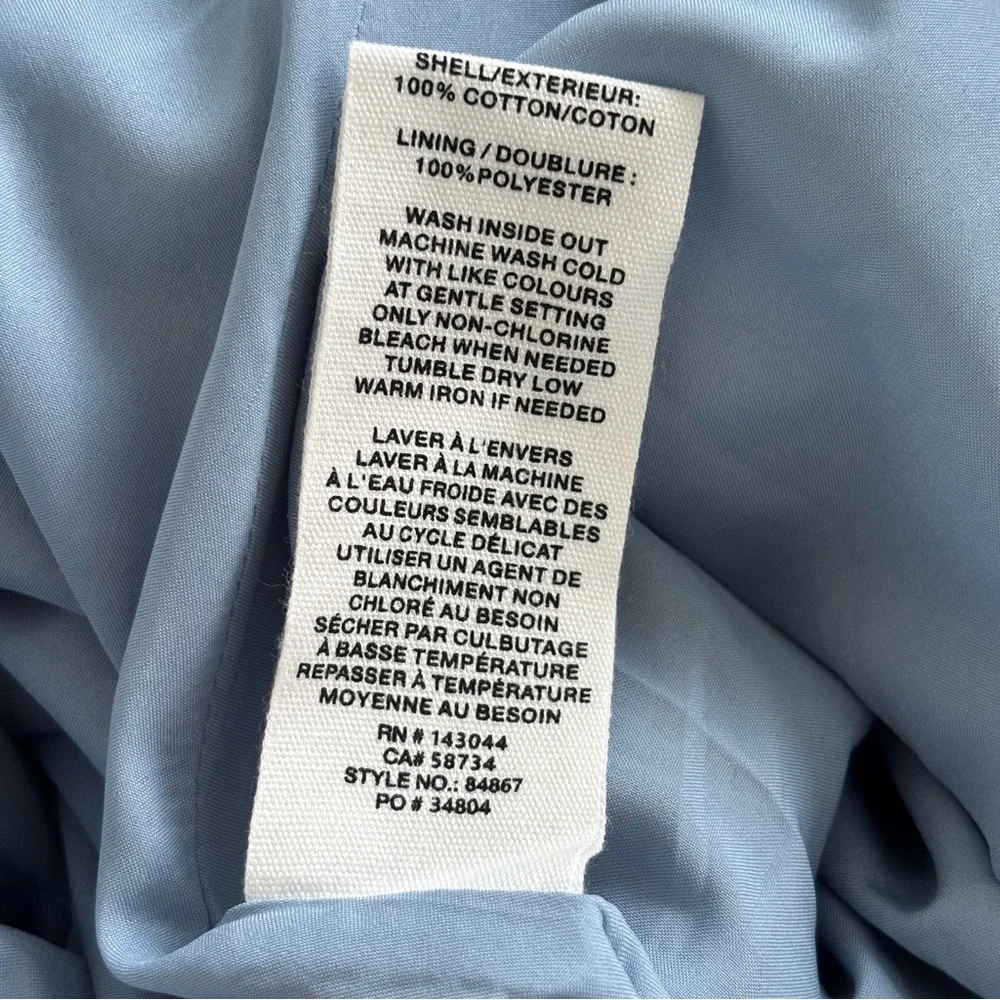 SHELL/EXTERIEUR:
100% COTTON/COTON
LINING / DOUBLURE :
100%POLYESTER
WASH INSIDE OUT
MACHINE WASH COLD
WITH LIKE COLOURS
AT GENTLE SETTING
ONLY NON-CHLORINE
BLEACH WHEN NEEDED
TUMBLE DRY LOW
WARM IRON IF NEEDED
LAVER À L'ENVERS
LAVER À LA MACHINE
À L'EAU FROIDE AVEC DES
COULEURS SEMBLABLES
AU CYCLE DÉLICAT
UTILISER UN AGENT DE
BLANCHIMENT NON
CHLORÉ AU BESOIN
SÉCHER PAR CULBUTAGE
À BASSE TEMPÉRATURE
REPASSER À TEMPÉRATURE
MOYENNE AU BESOIN
RN # 143044
CA# 58734
STYLE NO.: 84867
PO # 34804